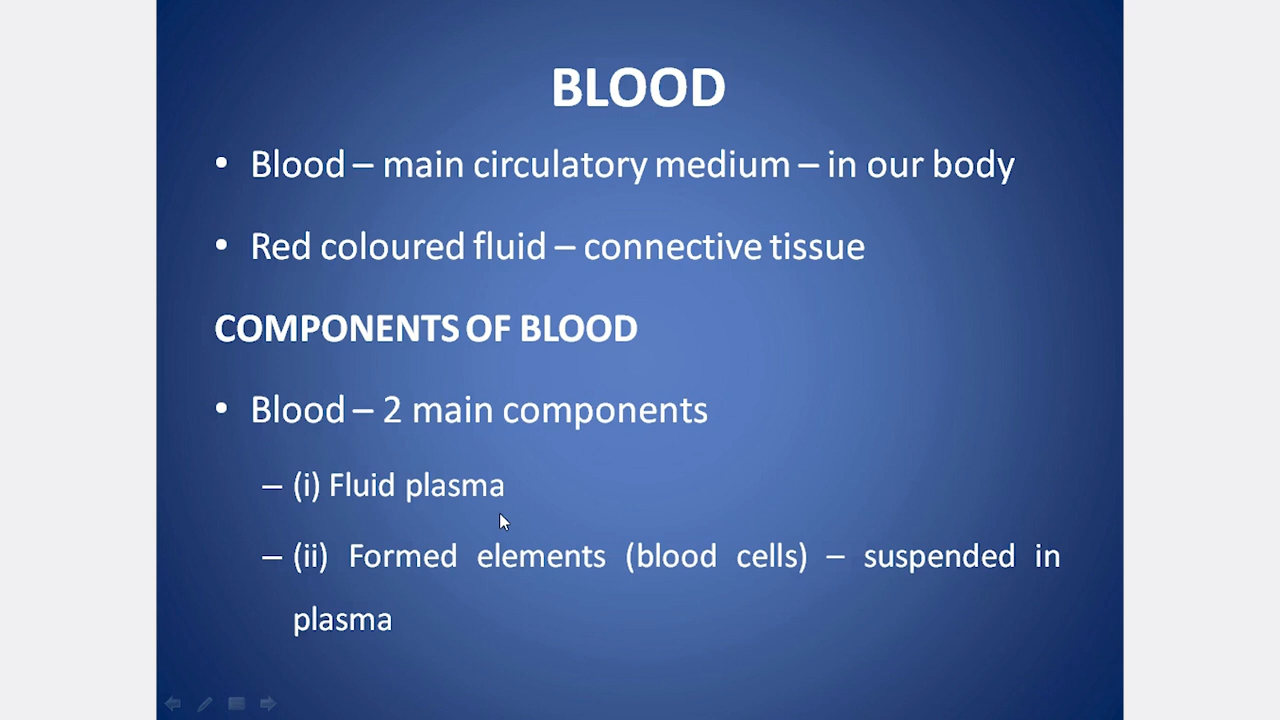 BLOOD
• Blood – main circulatory medium – in our body
• Red coloured fluid – connective tissue
COMPONENTS OF BLOOD
• Blood – 2 main components
– (i) Fluid plasma
– (ii) Formed elements (blood cells) – suspended in
plasma